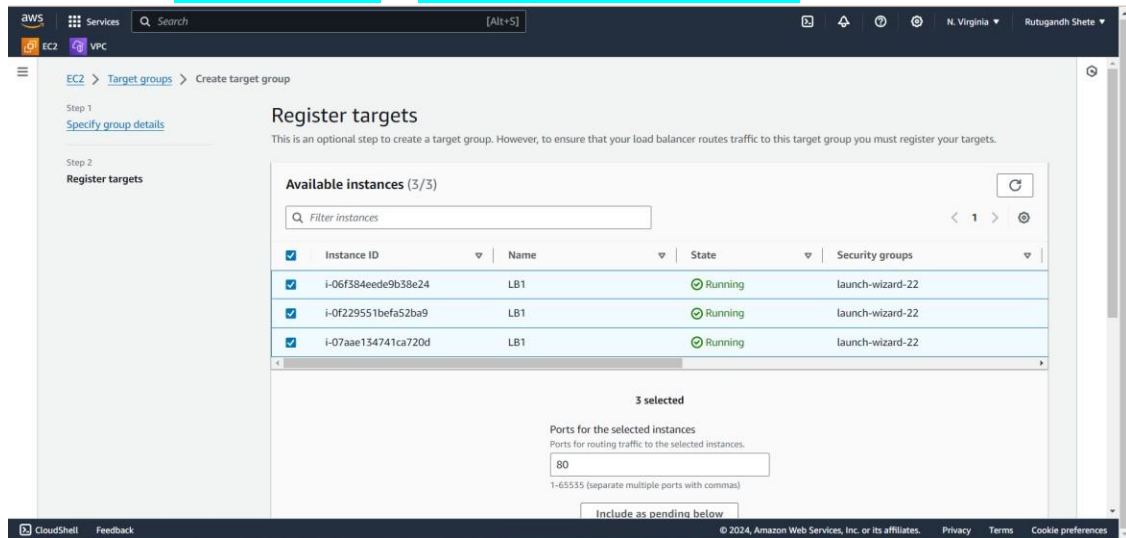 aws Services Search [Alt+S] N. Virginia ▼ Rutugandh Shete ▼
EC2 VPC
EC2 > Target groups > Create target group
Step 1
Specify group details
Step 2
Register targets
Register targets
This is an optional step to create a target group. However, to ensure that your load balancer routes traffic to this target group you must register your targets.
Available instances (3/3)
Filter instances
< 1 >
Instance ID Name State Security groups
i-06f384eede9b38e24 LB1 Running launch-wizard-22
i-0f229551befa52ba9 LB1 Running launch-wizard-22
i-07aae134741ca720d LB1 Running launch-wizard-22
3 selected
Ports for the selected instances
Ports for routing traffic to the selected instances.
80
1-65535 (separate multiple ports with commas)
Include as pending below
CloudShell Feedback © 2024, Amazon Web Services, Inc. or its affiliates. Privacy Terms Cookie preferences